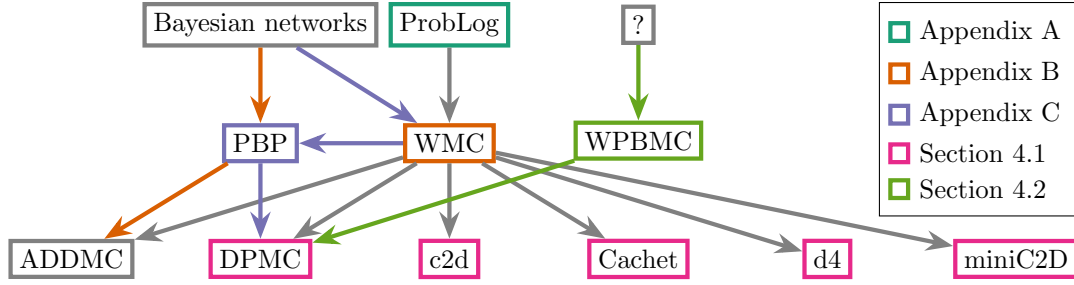 Bayesian networks
ProbLog
?
PBP
WMC
WPBMC
ADDMC
DPMC
c2d
Cachet
d4
miniC2D
Appendix A
Appendix B
Appendix C
Section 4.1
Section 4.2